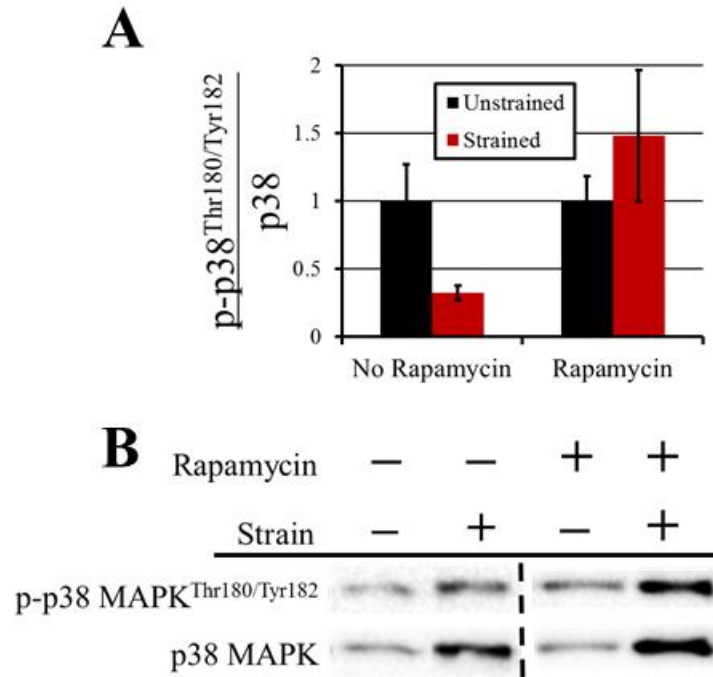 A
p-p38Thr180/Tyr182
p38
2
1.5
1
0.5
0
Unstrained
Strained
No Rapamycin Rapamycin
B
Rapamycin − − + +
Strain − + − +
p-p38 MAPKThr180/Tyr182
p38 MAPK